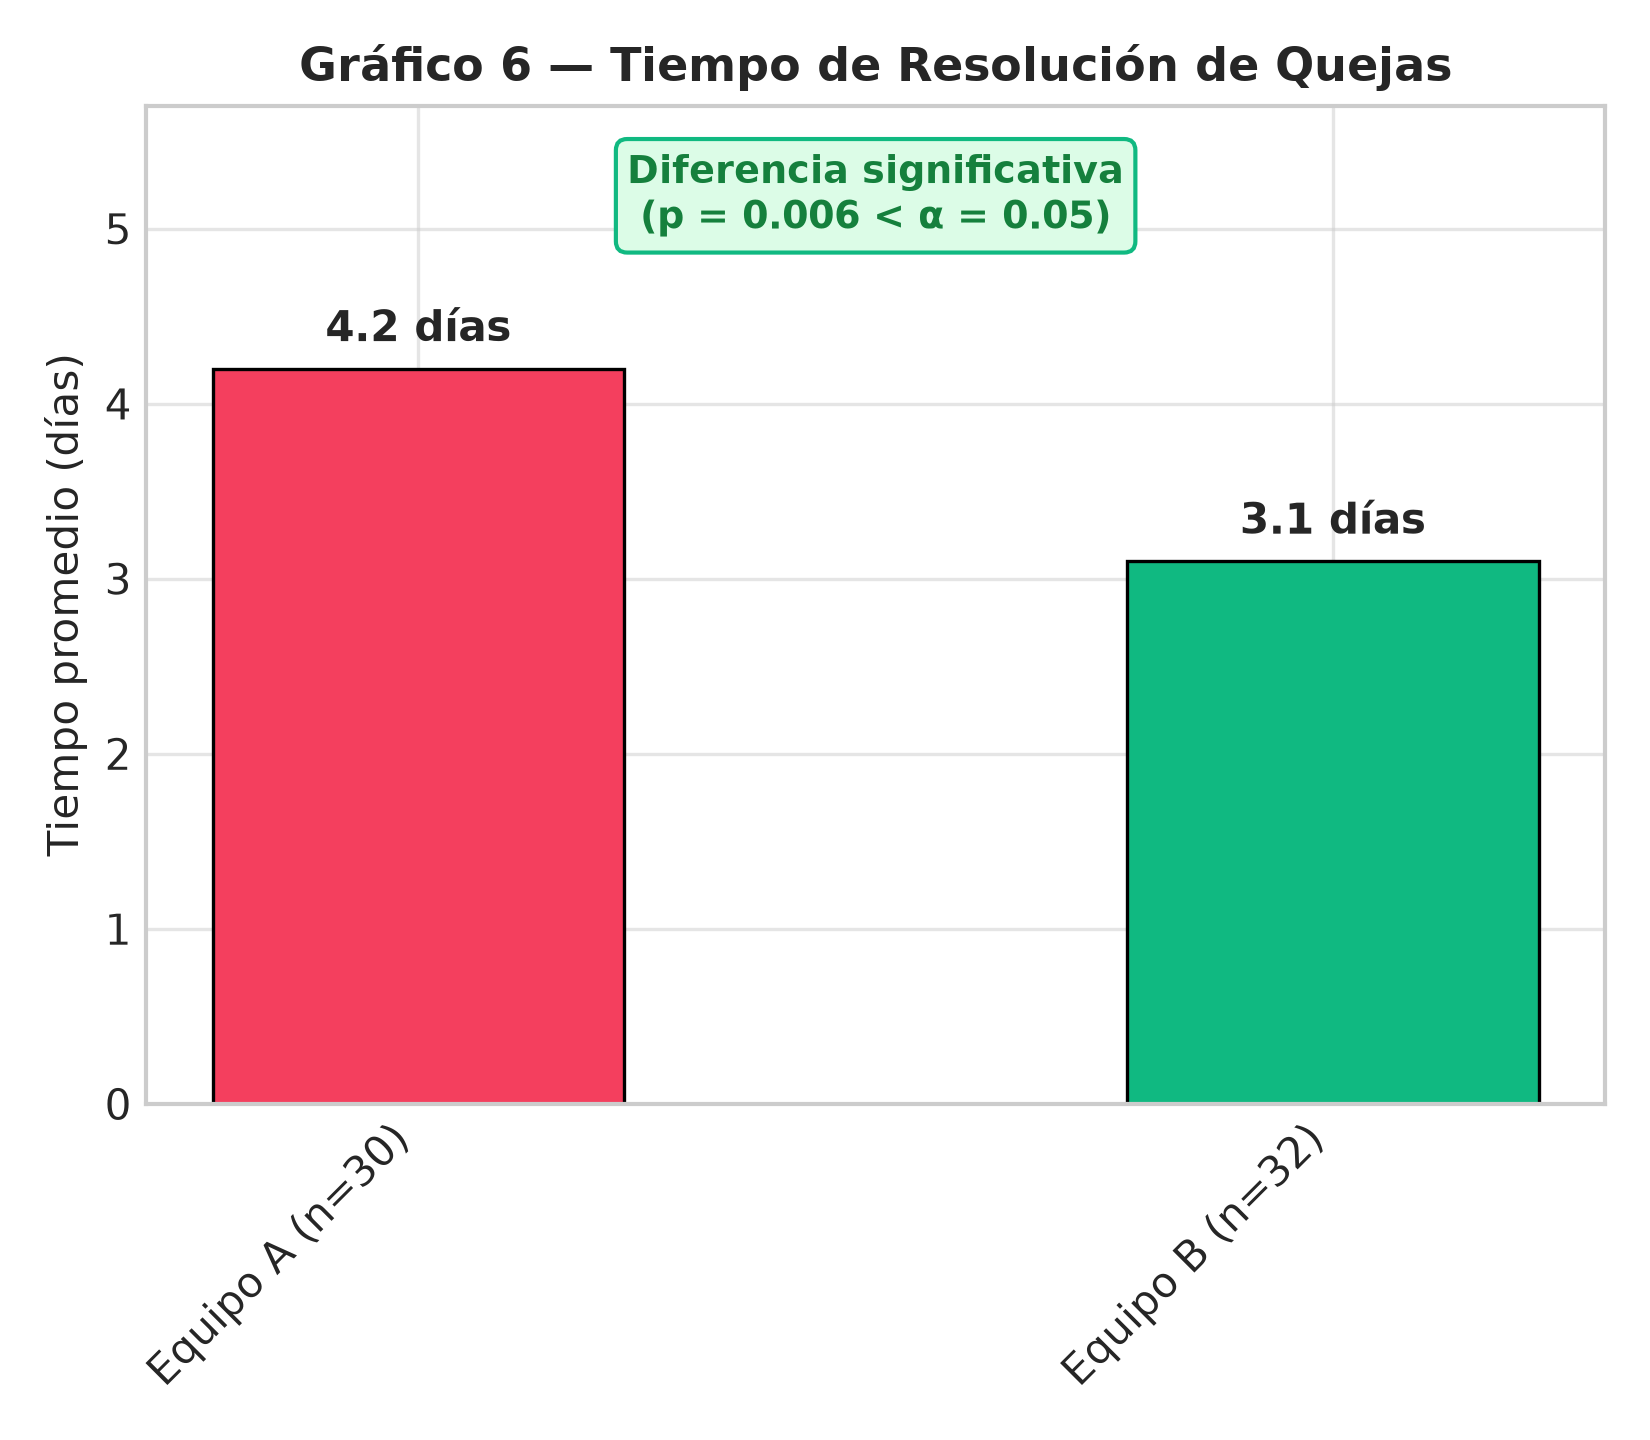 Gráfico 6 — Tiempo de Resolución de Quejas
Diferencia significativa
(p = 0.006 < α = 0.05)
Tiempo promedio (días)
5
4
3
2
1
0
4.2 días
3.1 días
Equipo A (n=30)
Equipo B (n=32)